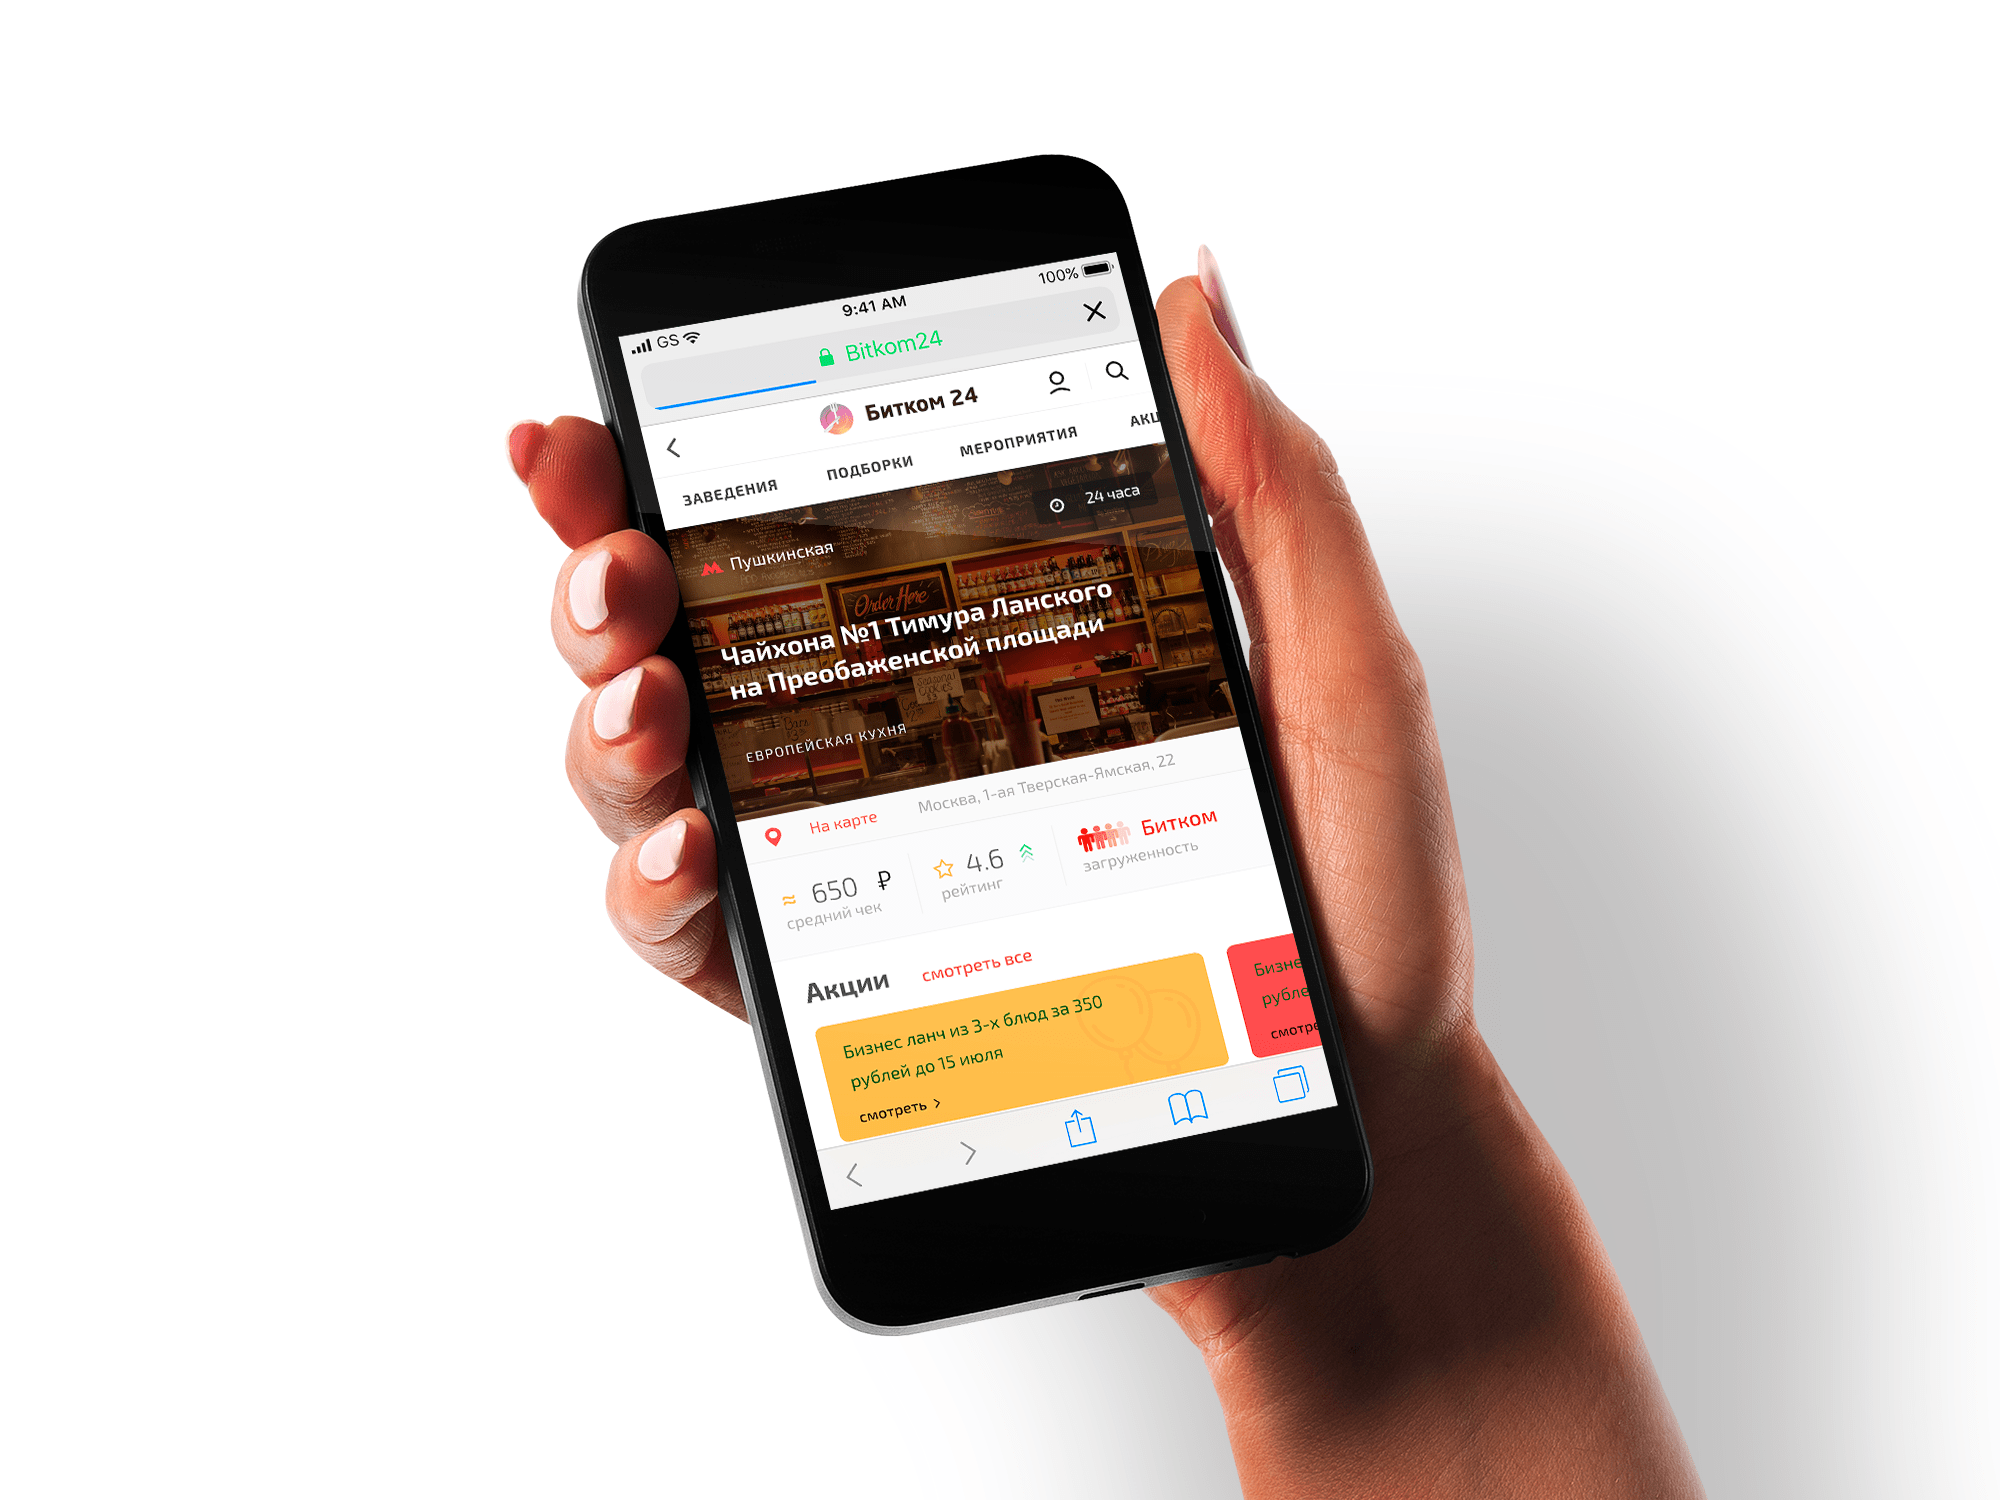 GS
9:41 AM
100%
Bitkom24
Битком 24
ЗАВЕДЕНИЯ
ПОДБОРКИ
МЕРОПРИЯТИЯ
АКЦ
24 часа
Пушкинская
Order Here
Чайхона №1 Тимура Ланского
на Преобаженской площади
ЕВРОПЕЙСКАЯ КУХНЯ
На карте
Москва, 1-ая Тверская-Ямская, 22
≈ 650 ₽
средний чек
4.6
рейтинг
Битком
загруженность
Акции
смотреть все
Бизнес ланч из 3-х блюд за 350
рублей до 15 июля
смотреть >
Бизне
рубле
смотре